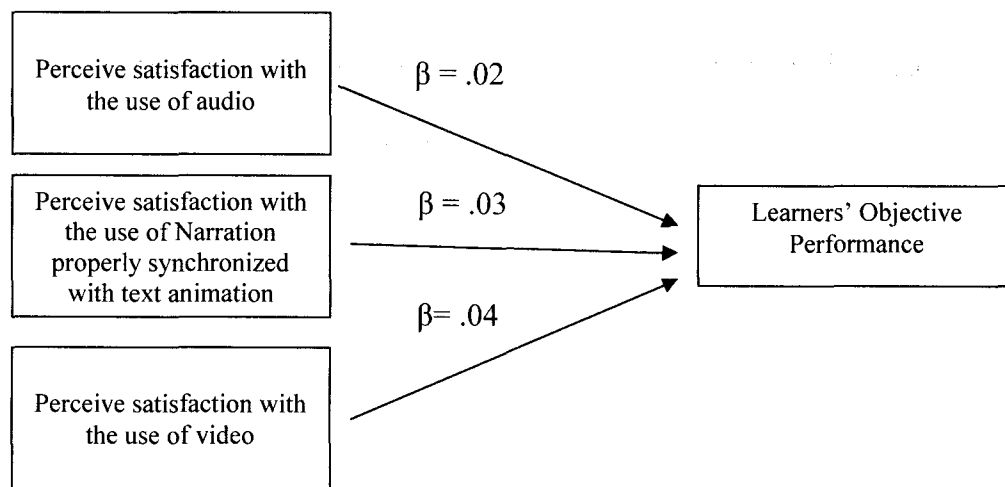 Perceive satisfaction with
the use of audio
β = .02
Perceive satisfaction with
the use of Narration
properly synchronized
with text animation
β = .03
Learners' Objective
Performance
Perceive satisfaction with
the use of video
β= .04